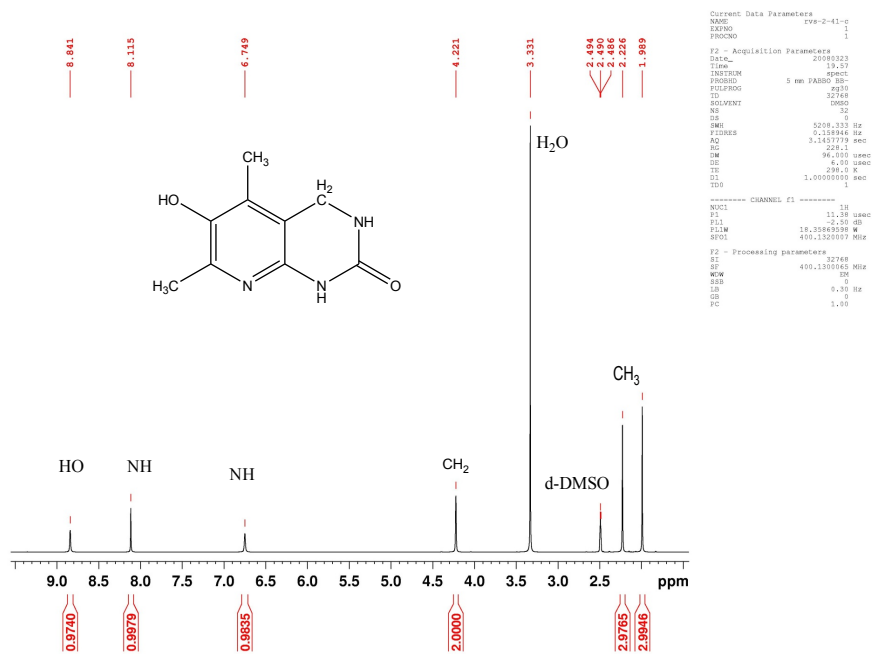 8.841
8.115
6.749
4.221
3.331
2.494
2.490
2.486
2.226
1.989
Current Data Parameters
NAME rvs-2-41-c
EXPNO 1
PROCNO 1
F2 - Acquisition Parameters
Date_ 20080323
Time 19.57
INSTRUM spect
PROBHD 5 mm PABBO BB-
PULPROG zg30
TD 32768
SOLVENT DMSO
NS 32
DS 0
SWH 5208.333 Hz
FIDRES 0.158946 Hz
AQ 3.1457779 sec
RG 228.1
DW 96.000 usec
DE 6.00 usec
TE 298.0 K
D1 1.00000000 sec
TD0 1
======== CHANNEL f1 ========
NUC1 1H
P1 11.38 usec
PL1 -2.50 dB
PL1W 18.35869598 W
SFO1 400.1320007 MHz
F2 - Processing parameters
SI 32768
SF 400.1300065 MHz
WDW EM
SSB 0
LB 0.30 Hz
GB 0
PC 1.00
H2O
CH3
H2
HO
NH
H3C
N
N
H
O
CH3
HO
NH
NH
CH2
d-DMSO
9.0 8.5 8.0 7.5 7.0 6.5 6.0 5.5 5.0 4.5 4.0 3.5 3.0 2.5 ppm
0.9740
0.9979
0.9835
2.0000
2.9765
2.9946